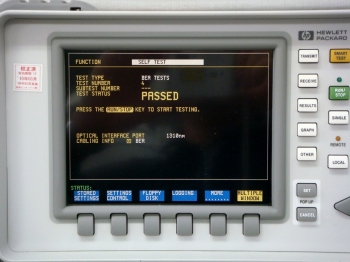 FUNCTION SELF TEST
TEST TYPE BER TESTS
TEST NUMBER 4
SUBTEST NUMBER ---
TEST STATUS PASSED
PRESS THE RUN/STOP KEY TO START TESTING.
OPTICAL INTERFACE PORT 1310nm
CABLING INFO BER
STATUS:
STORED SETTINGS
SETTINGS CONTROL
FLOPPY DISK
LOGGING
MORE
MULTIPLE WINDOW
hp HEWLETT PACKARD
TRANSMIT
SMART TEST
RECEIVE
RUN/ STOP
RESULTS
SINGLE
GRAPH
REMOTE
OTHER
LOCAL
SET
POP UP
CANCEL